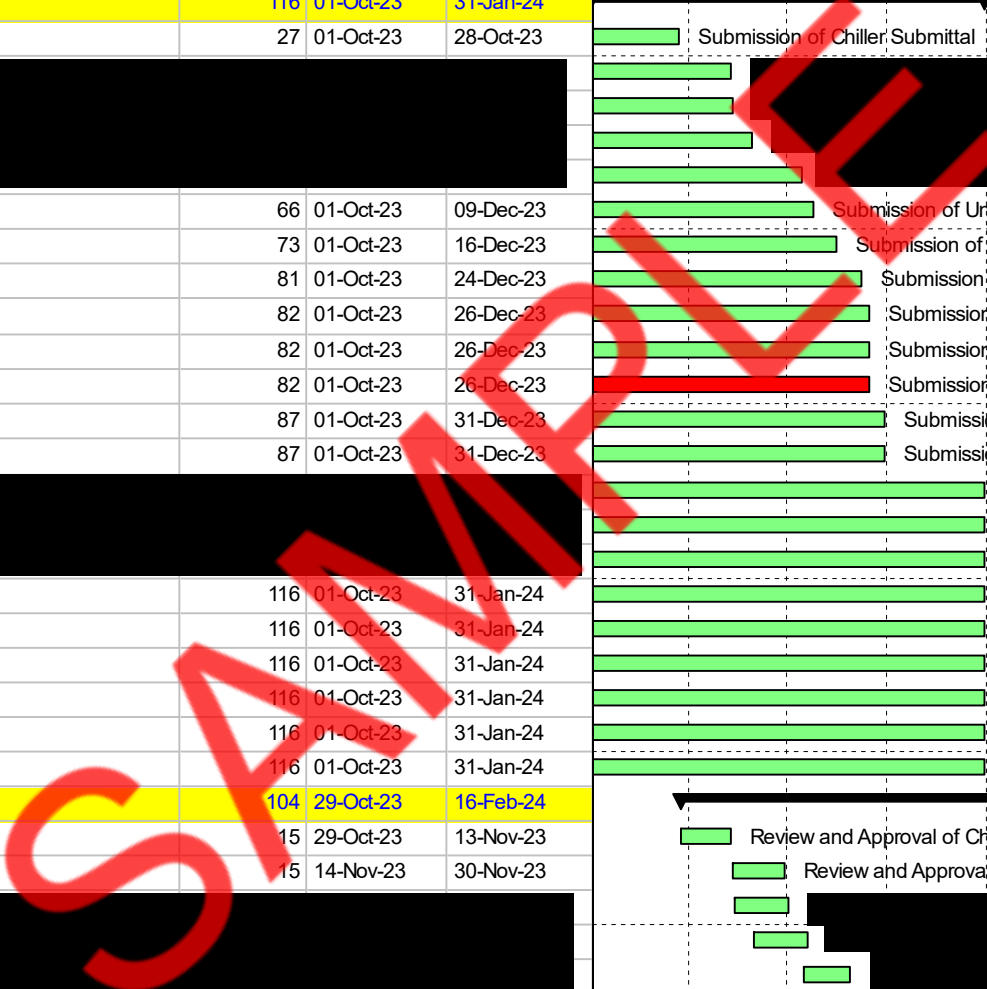 116 01-Oct-23 31-Jan-24
27 01-Oct-23 28-Oct-23 Submission of Chiller Submittal
66 01-Oct-23 09-Dec-23 Submission of Un
73 01-Oct-23 16-Dec-23 Submission of
81 01-Oct-23 24-Dec-23 Submission
82 01-Oct-23 26-Dec-23 Submission
82 01-Oct-23 26-Dec-23 Submission
82 01-Oct-23 26-Dec-23 Submission
87 01-Oct-23 31-Dec-23 Submissi
87 01-Oct-23 31-Dec-23 Submissi
116 01-Oct-23 31-Jan-24
116 01-Oct-23 31-Jan-24
116 01-Oct-23 31-Jan-24
116 01-Oct-23 31-Jan-24
116 01-Oct-23 31-Jan-24
116 01-Oct-23 31-Jan-24
104 29-Oct-23 16-Feb-24
15 29-Oct-23 13-Nov-23 Review and Approval of Ch
15 14-Nov-23 30-Nov-23 Review and Approva
SAMPLE